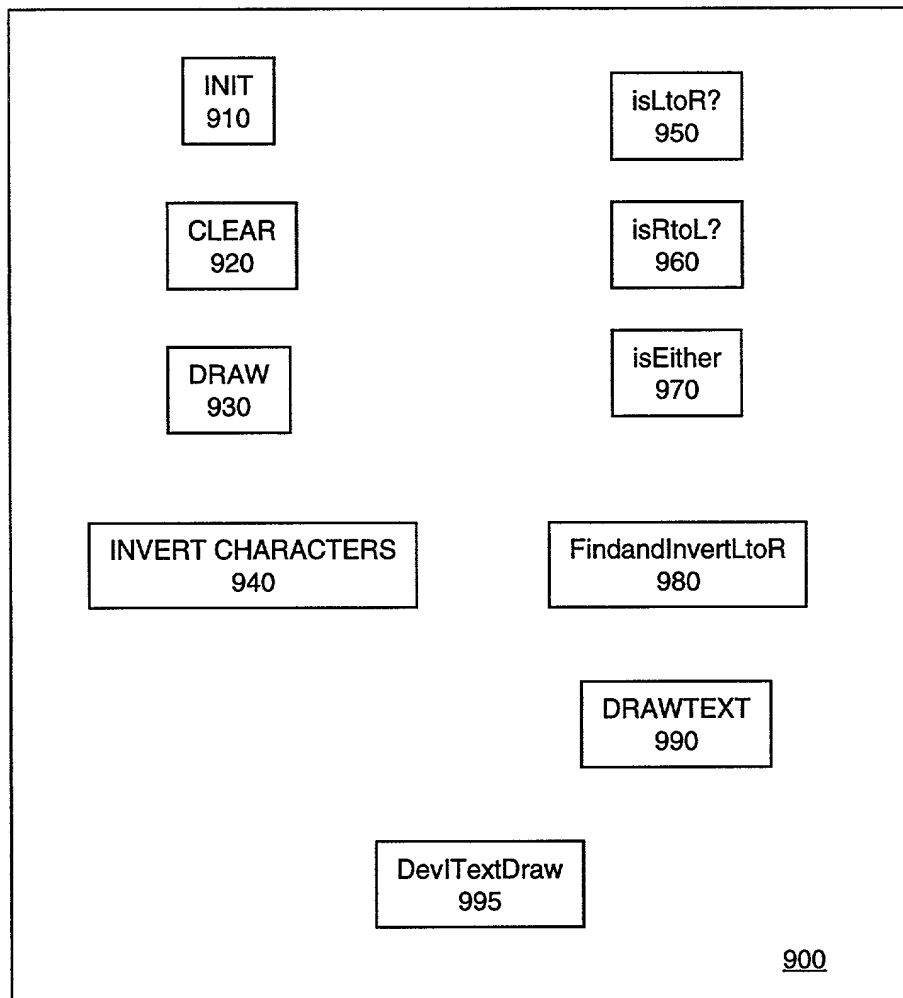 INIT
910
isLtoR?
950
CLEAR
920
isRtoL?
960
DRAW
930
isEither
970
INVERT CHARACTERS
940
FindandInvertLtoR
980
DRAWTEXT
990
DevITextDraw
995
900